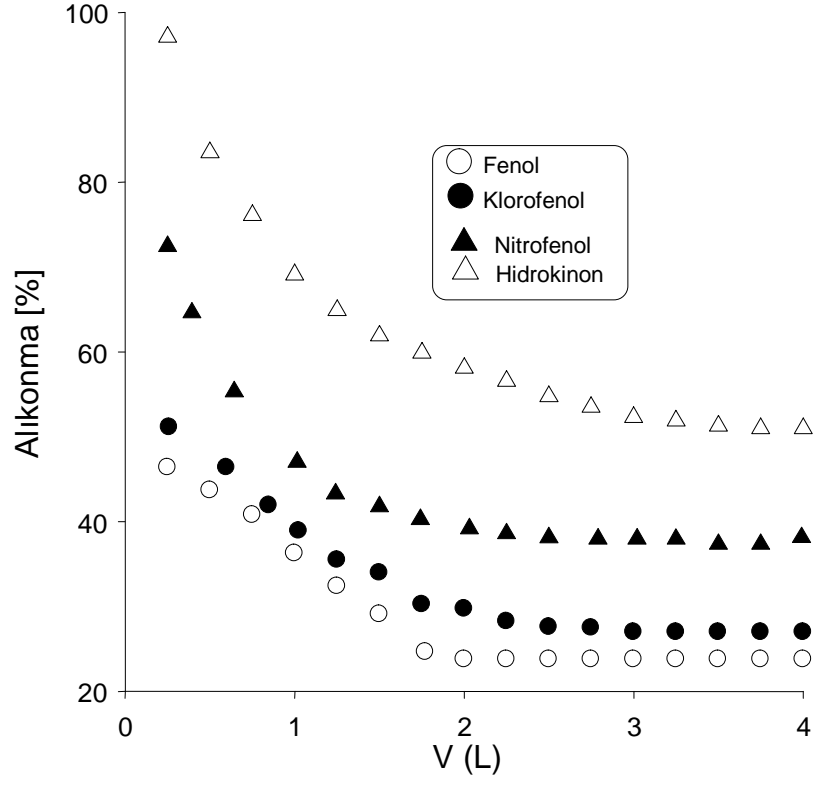 100
80
60
40
20
Alıkonma [%]
Fenol
Klorofenol
Nitrofenol
Hidrokinon
0 1 2 3 4
V (L)